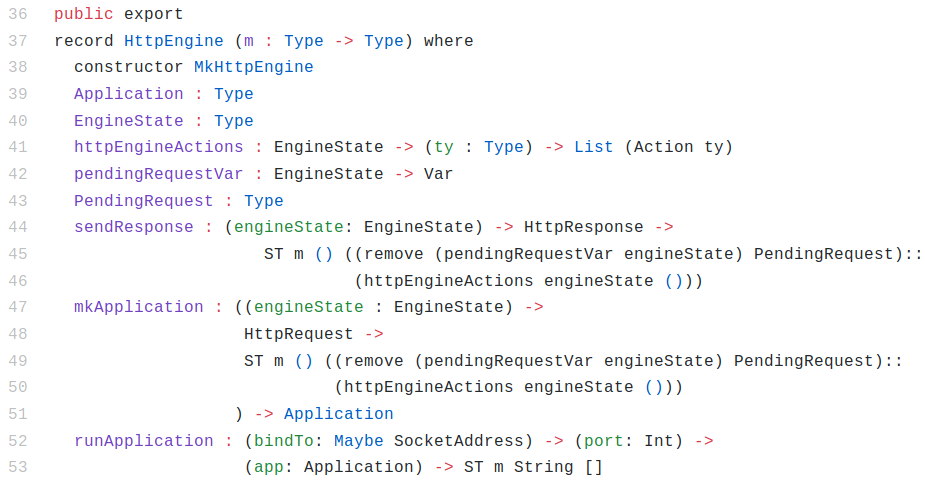 36 public export
37 record HttpEngine (m : Type -> Type) where
38   constructor MkHttpEngine
39   Application : Type
40   EngineState : Type
41   httpEngineActions : EngineState -> (ty : Type) -> List (Action ty)
42   pendingRequestVar : EngineState -> Var
43   PendingRequest : Type
44   sendResponse : (engineState: EngineState) -> HttpResponse ->
45                      ST m () ((remove (pendingRequestVar engineState) PendingRequest)::
46                               (httpEngineActions engineState ()))
47   mkApplication : ((engineState : EngineState) ->
48                    HttpRequest ->
49                    ST m () ((remove (pendingRequestVar engineState) PendingRequest)::
50                             (httpEngineActions engineState ()))
51                   ) -> Application
52   runApplication : (bindTo: Maybe SocketAddress) -> (port: Int) ->
53                    (app: Application) -> ST m String []